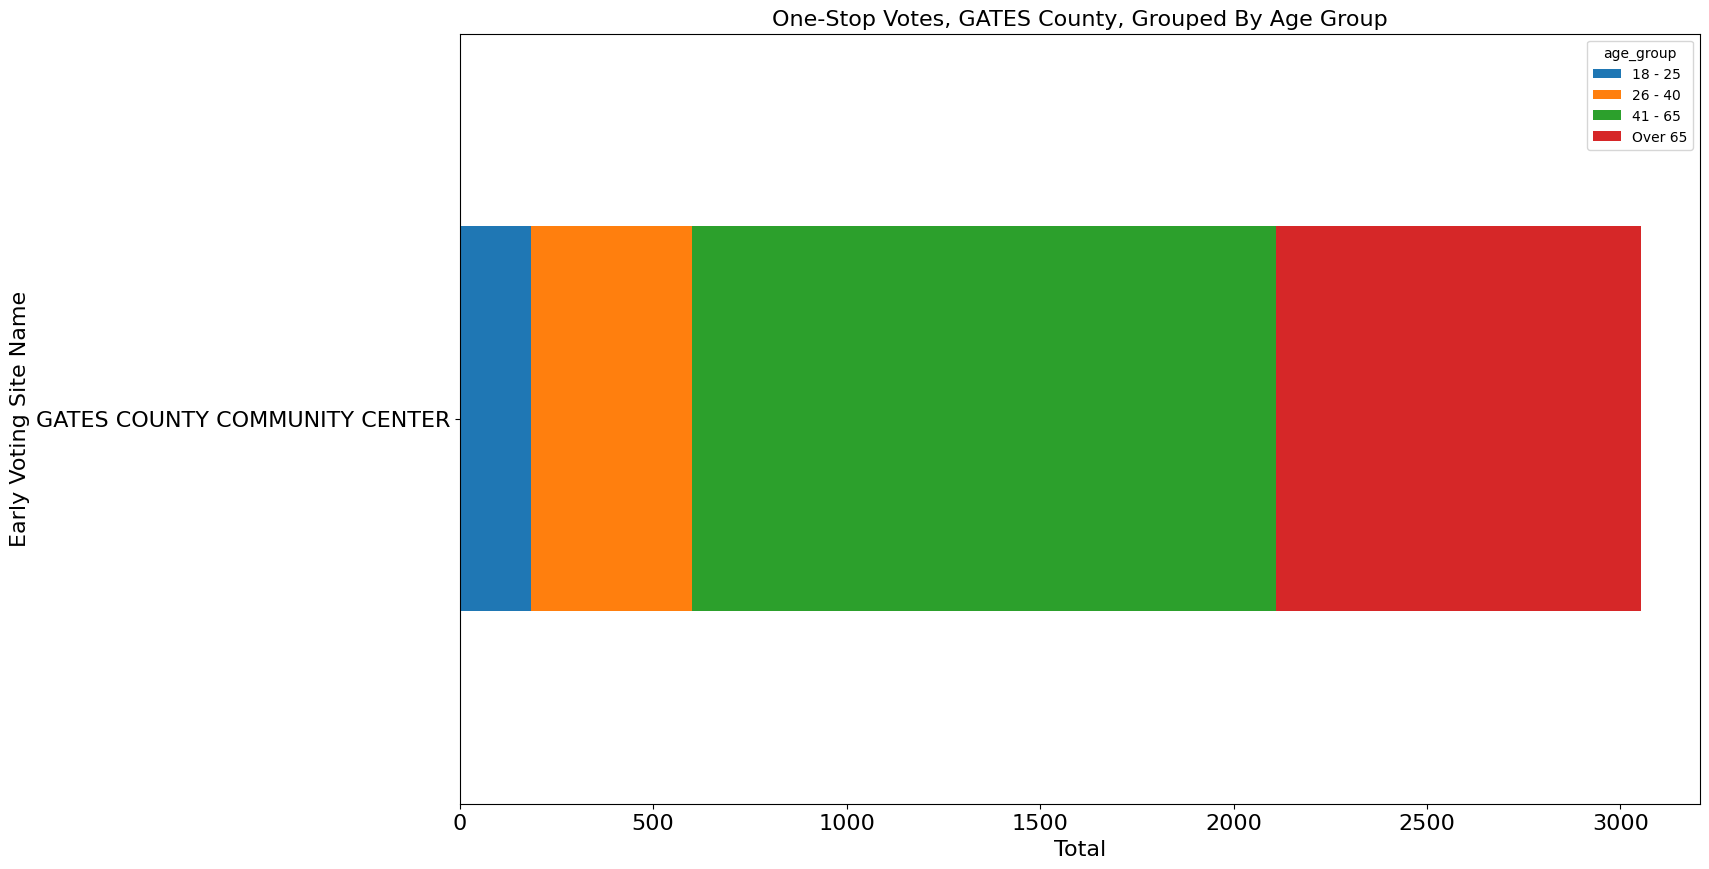 One-Stop Votes, GATES County, Grouped By Age Group
age_group
18 - 25
26 - 40
41 - 65
Over 65
Early Voting Site Name
GATES COUNTY COMMUNITY CENTER
0 500 1000 1500 2000 2500 3000
Total